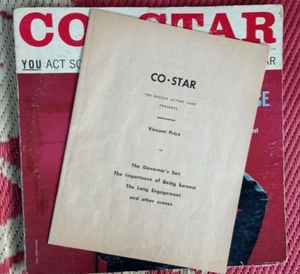 CO STAR
YOU ACT SC
AR
CO·STAR
THE RECORD ACTING GAME
PRESENTS
Vincent Price
in
The Governor's Son
The Importance of Being Earnest
The Long Engagement
and other scenes